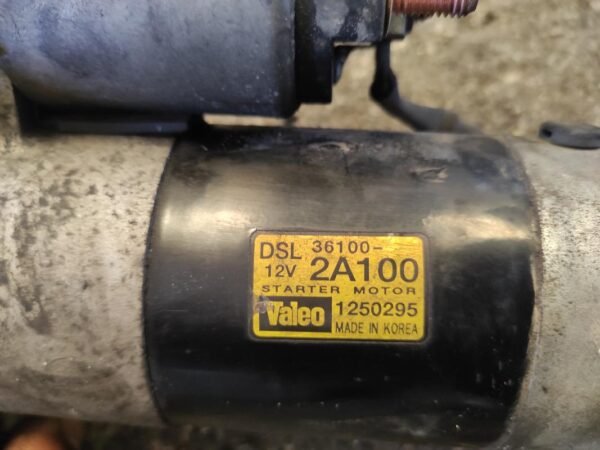 DSL 36100-
12V 2A100
STARTER MOTOR
Valeo 1250295
MADE IN KOREA